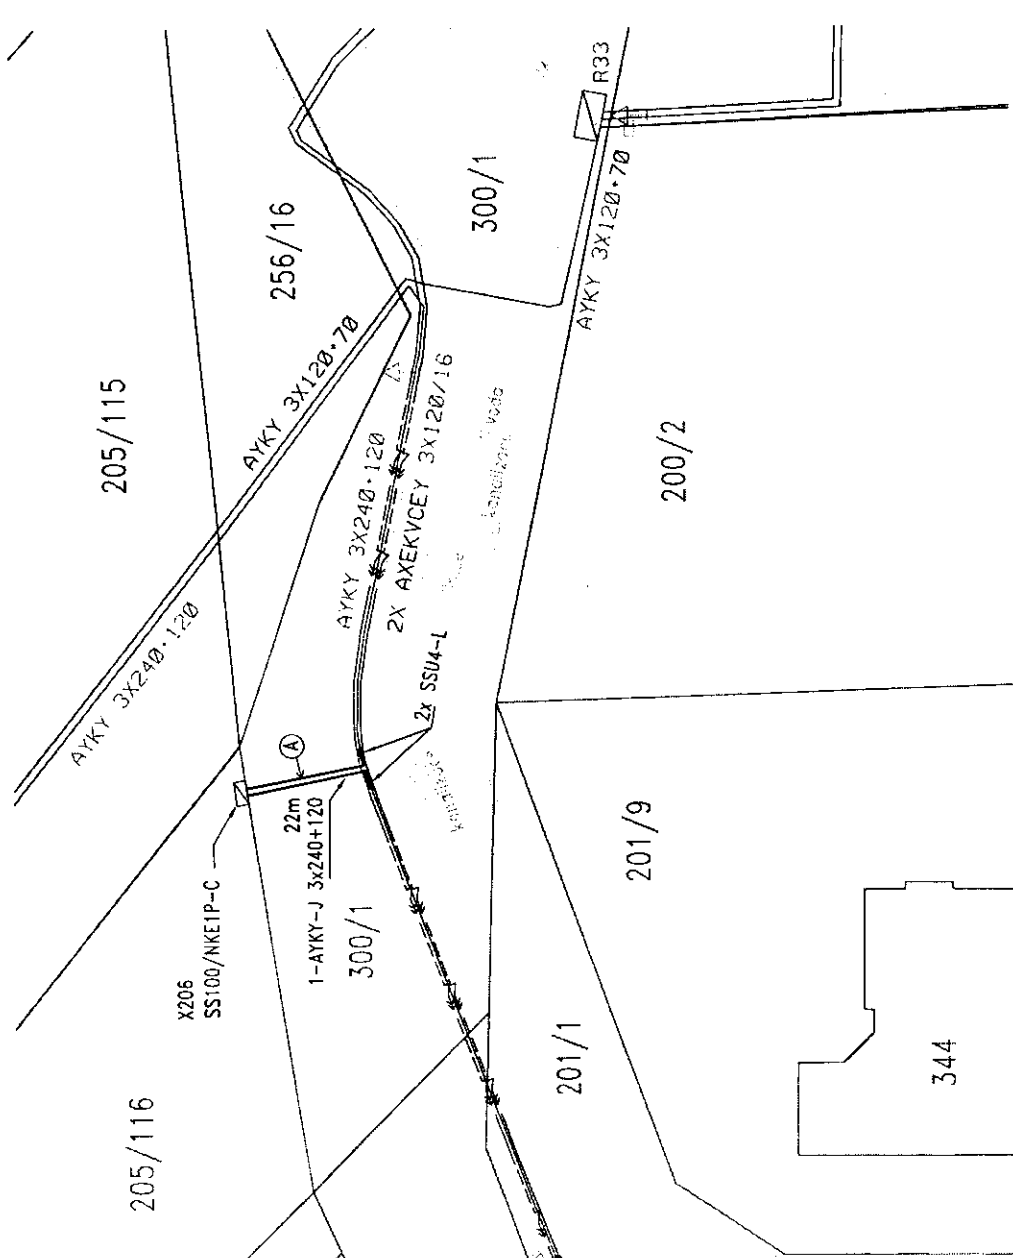 R33
300/1
256/16
AYKY 3X120+70
AYKY 3X120+70
205/115
AYKY 3X240+120
AYKY 3X240+120
2X AXEKVCEY 3X120/16
voda
200/2
2x SSU4-L
A
22m
1-AYKY-J 3x240+120
X206
SS100/NKE1P-C
300/1
201/9
201/1
344
205/116